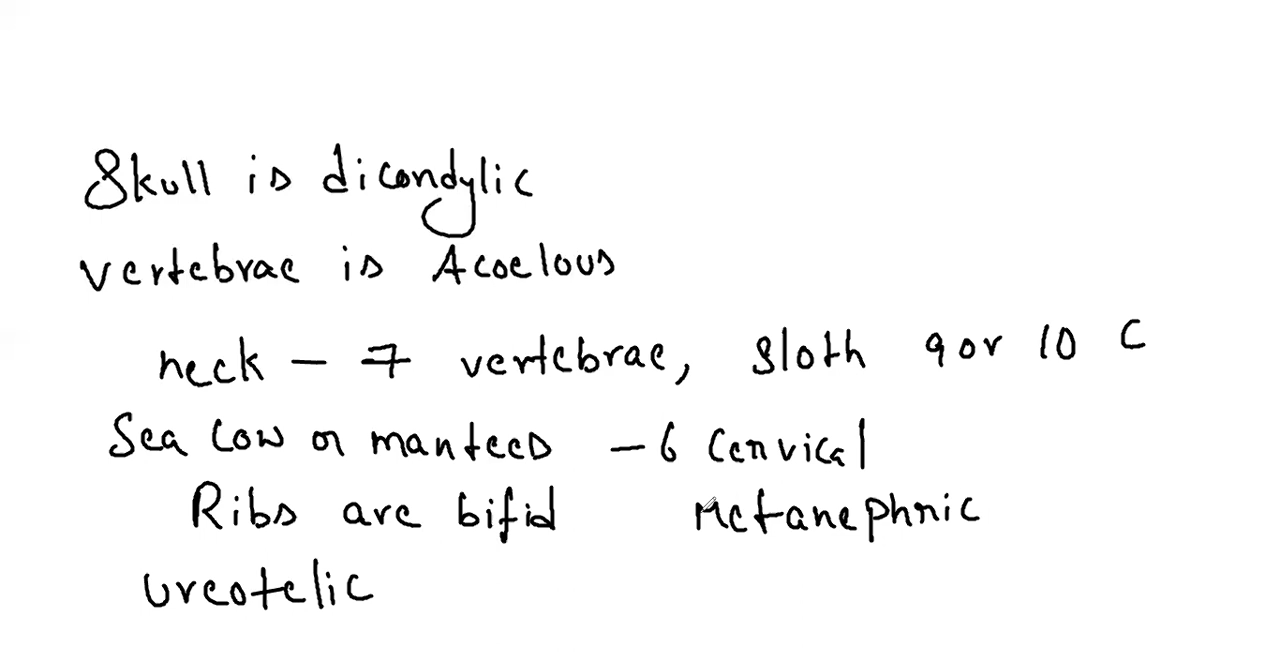 Skull is dicondylic
vertebrae is Acoelous
neck – 7 vertebrae, Sloth 9 or 10 C
Sea Cow or mantees – 6 Cervical
Ribs are bifid Metanephric
Ureotelic